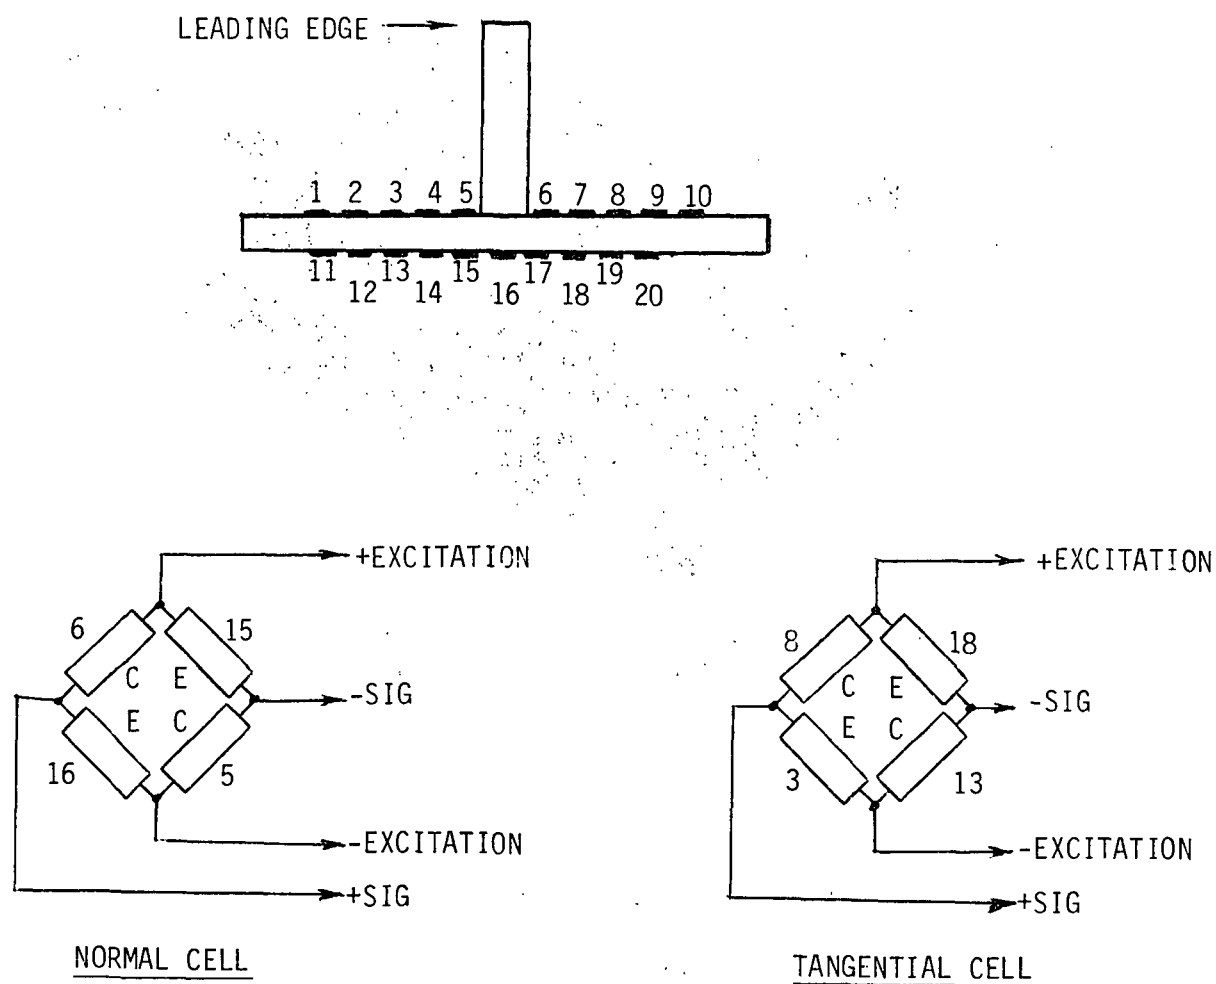 LEADING EDGE
1 2 3 4 5 6 7 8 9 10
11 13 15 17 19
12 14 16 18 20
+EXCITATION
6 15
C E
-SIG
E C
16 5
-EXCITATION
+SIG
NORMAL CELL
+EXCITATION
8 18
C E
-SIG
E C
3 13
-EXCITATION
+SIG
TANGENTIAL CELL